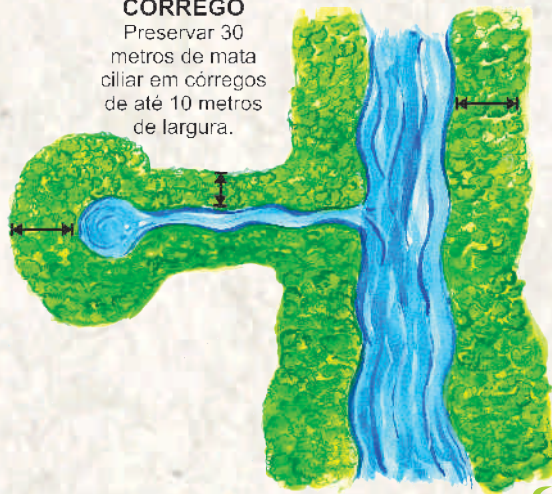 CÓRREGO
Preservar 30
metros de mata
ciliar em córregos
de até 10 metros
de largura.